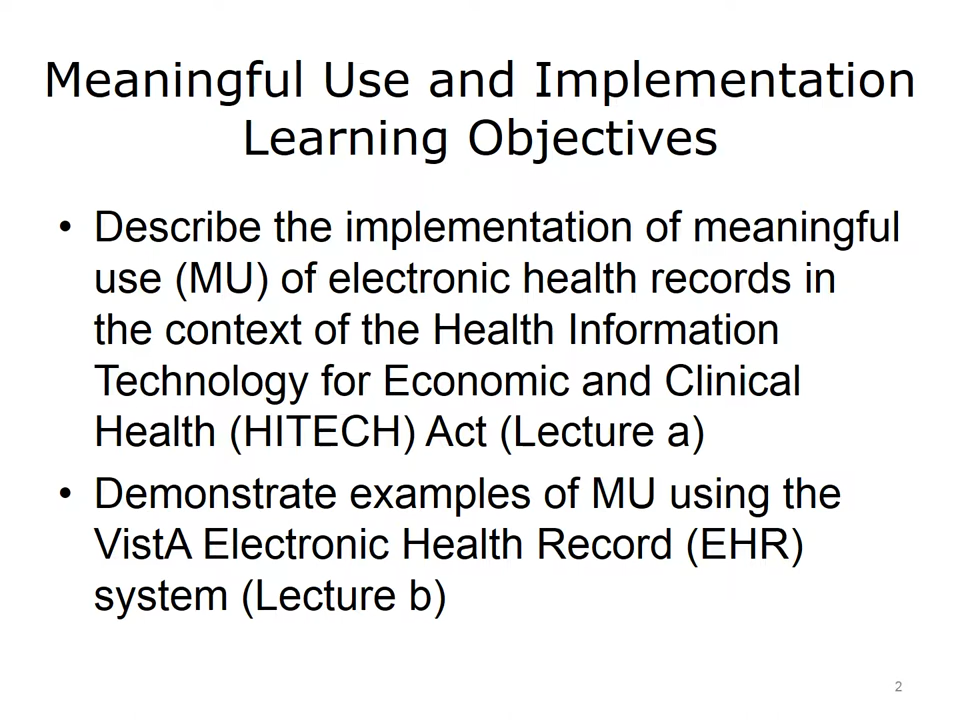 Meaningful Use and Implementation
Learning Objectives
• Describe the implementation of meaningful
use (MU) of electronic health records in
the context of the Health Information
Technology for Economic and Clinical
Health (HITECH) Act (Lecture a)
• Demonstrate examples of MU using the
VistA Electronic Health Record (EHR)
system (Lecture b)
2